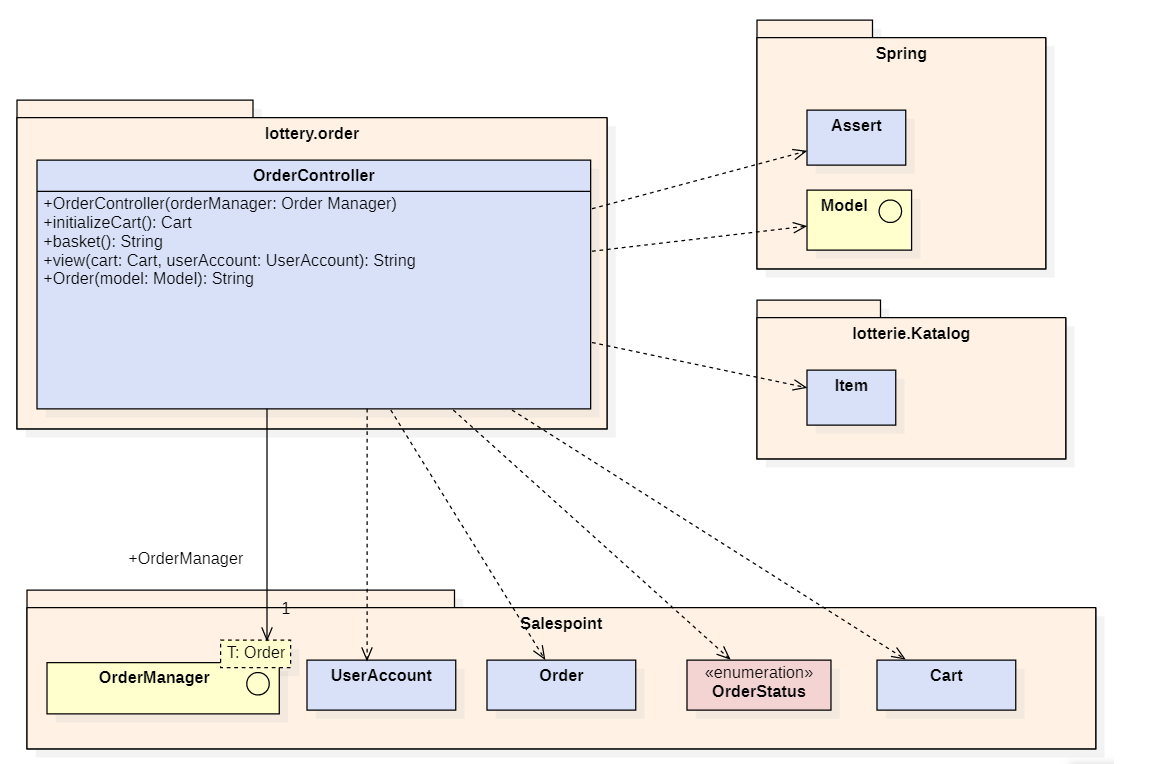 Spring
Assert
Model
lottery.order
OrderController
+OrderController(orderManager: Order Manager)
+initializeCart(): Cart
+basket(): String
+view(cart: Cart, userAccount: UserAccount): String
+Order(model: Model): String
lotterie.Katalog
Item
+OrderManager
1
Salespoint
T: Order
OrderManager
UserAccount
Order
«enumeration»
OrderStatus
Cart